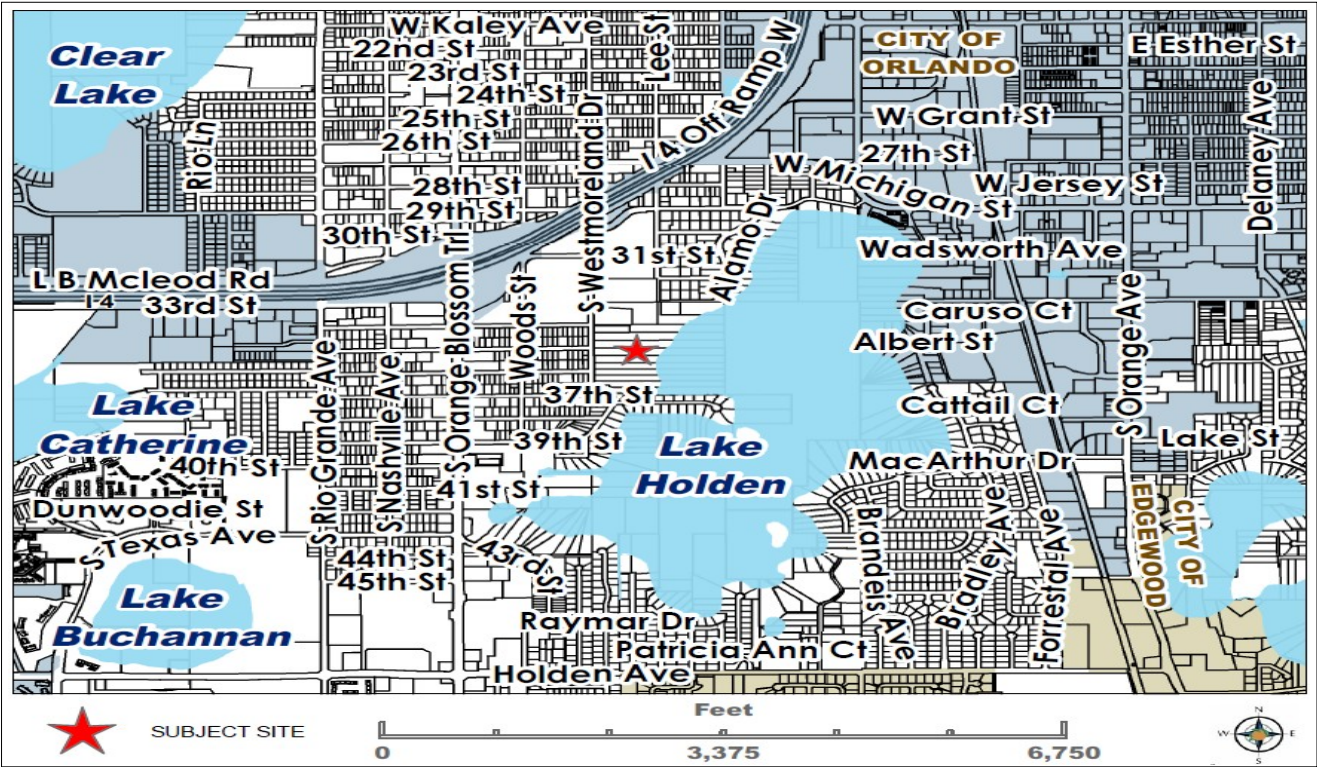 W Kaley Ave
22nd St
23rd St
24th St
25th St
26th St
28th St
29th St
30th St
Lee St
I 4 Off Ramp W
CITY OF
ORLANDO
E Esther St
W Grant St
27th St
W Michigan St
W Jersey St
Delaney Ave
Clear
Lake
Rio Ln
L B Mcleod Rd
I 4
33rd St
S Orange Blossom Trl
Woods St
S Westmoreland Dr
31st St
Alamo Dr
Wadsworth Ave
Caruso Ct
Albert St
S Orange Ave
Lake
Catherine
S Rio Grande Ave
S Nashville Ave
37th St
39th St
40th St
41st St
Lake
Holden
Cattail Ct
Lake St
MacArthur Dr
Dunwoodie St
S Texas Ave
44th St
45th St
43rd St
Brandeis Ave
Bradley Ave
Forrestal Ave
CITY OF
EDGEWOOD
Lake
Buchannan
Raymar Dr
Patricia Ann Ct
Holden Ave
SUBJECT SITE
Feet
0 3,375 6,750
N
W E
S